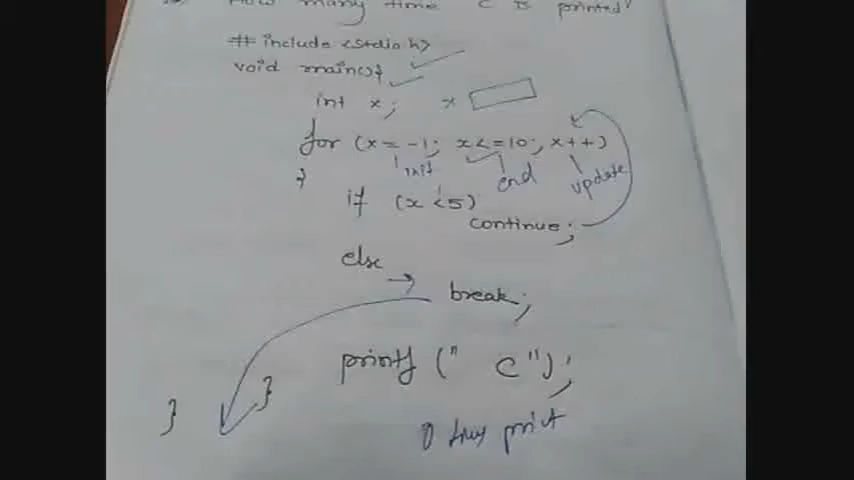 How many time C is printed?
# include <stdio h>
void main() {
int x; x
for (x = -1; x <= 10; x++)
init end update
{
if (x < 5)
continue;
else
break;
printf (" C");
}
}
0 times print